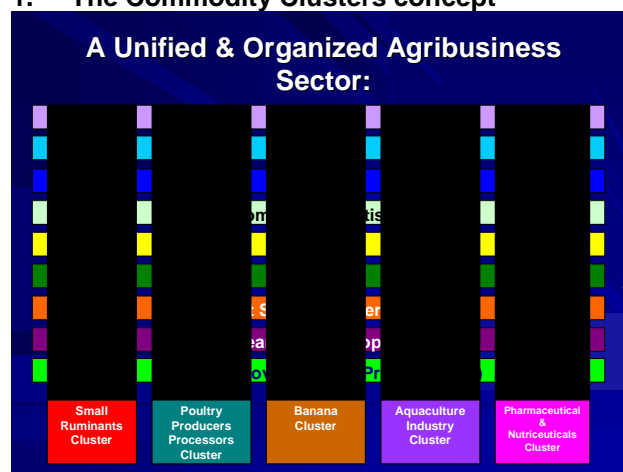 1. The Commodity Clusters concept
A Unified & Organized Agribusiness
Sector:
Small
Ruminants
Cluster
Poultry
Producers
Processors
Cluster
Banana
Cluster
Aquaculture
Industry
Cluster
Pharmaceutical
&
Nutriceuticals
Cluster